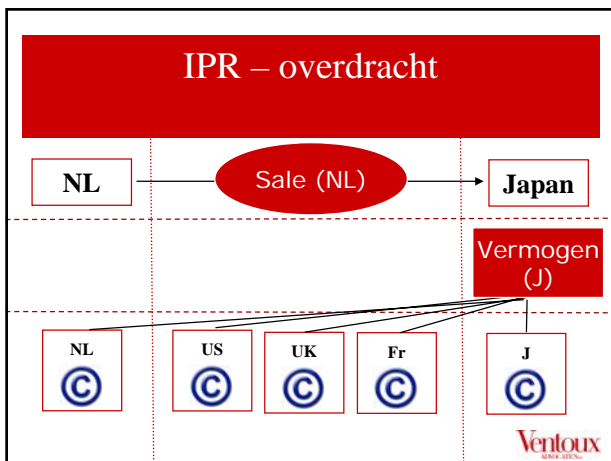 IPR – overdracht
NL
Sale (NL)
Japan
Vermogen
(J)
NL
US
UK
Fr
J
©
©
©
©
©
Ventoux